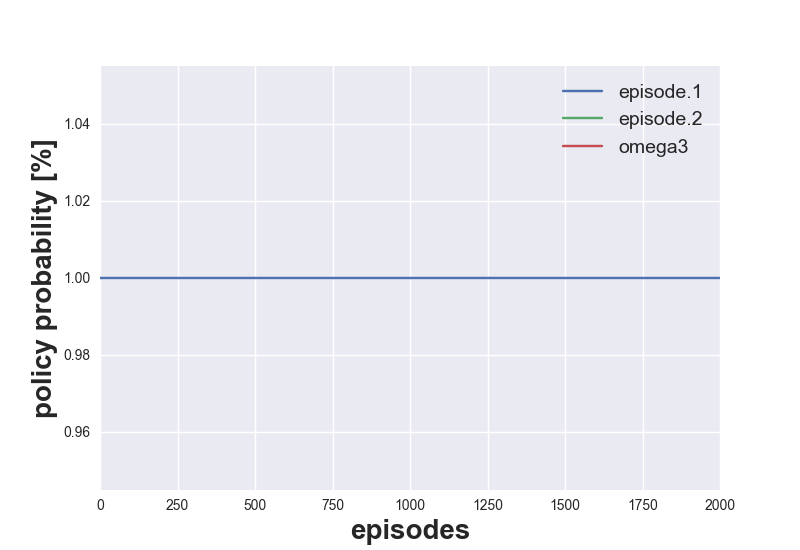 episode.1
episode.2
omega3
1.04
1.02
1.00
0.98
0.96
policy probability [%]
0 250 500 750 1000 1250 1500 1750 2000
episodes